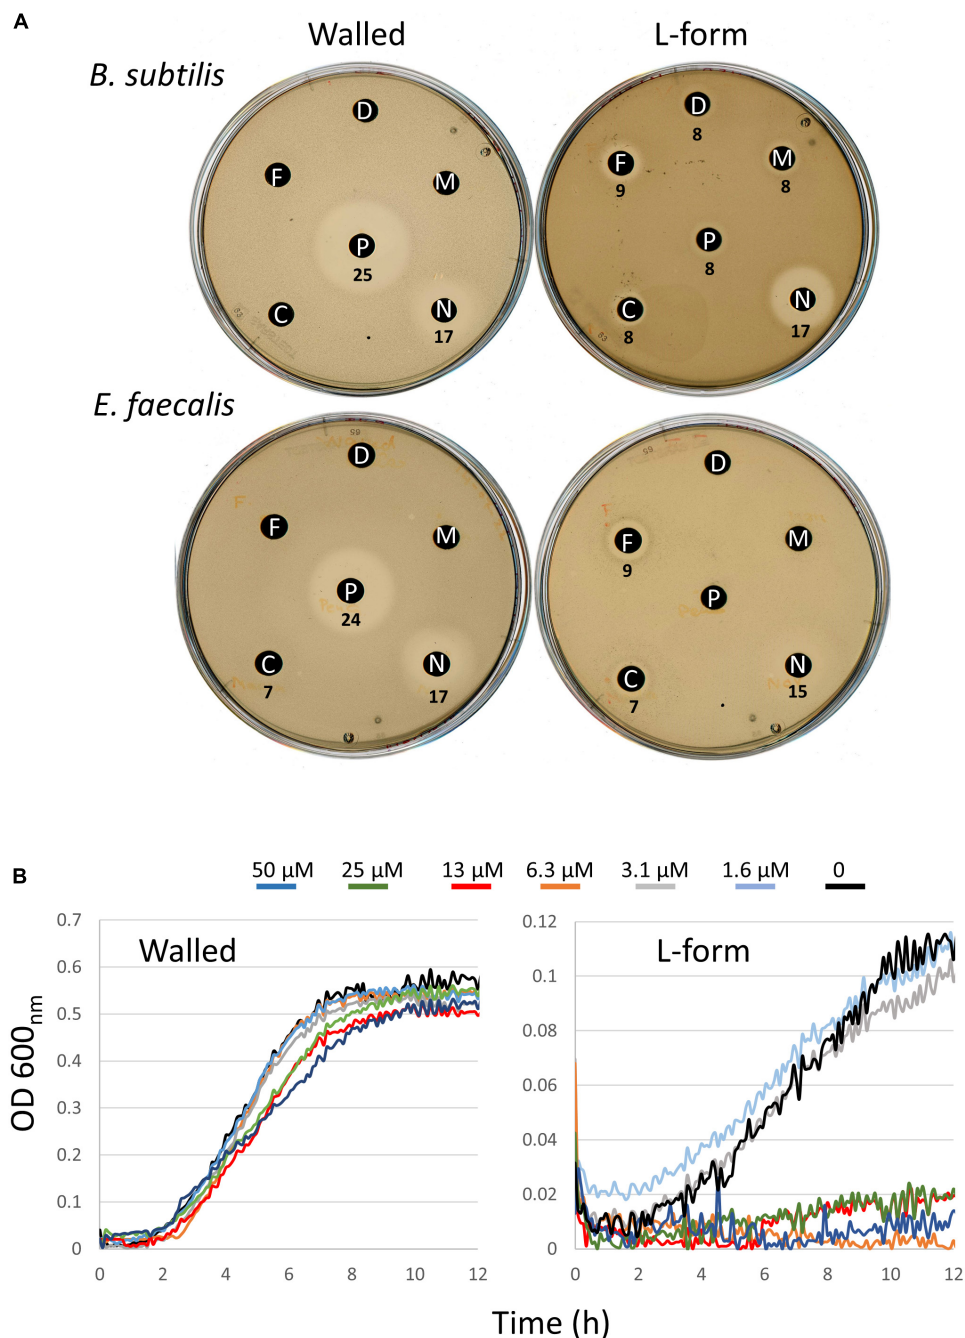 A
Walled
L-form
B. subtilis
D
F
M
P
25
C
N
17
D
8
F
9
M
8
P
8
C
8
N
17
E. faecalis
D
F
M
P
24
C
7
N
17
D
F
9
M
P
C
7
N
15
B
50 µM 25 µM 13 µM 6.3 µM 3.1 µM 1.6 µM 0
Walled
L-form
OD 600nm
0.7
0.6
0.5
0.4
0.3
0.2
0.1
0
0 2 4 6 8 10 12
0.12
0.1
0.08
0.06
0.04
0.02
0
0 2 4 6 8 10 12
Time (h)